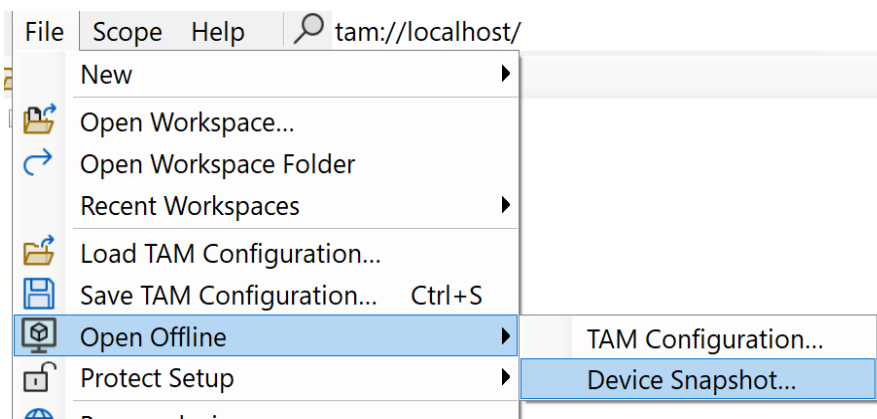 File Scope Help tam://localhost/
New
Open Workspace...
Open Workspace Folder
Recent Workspaces
Load TAM Configuration...
Save TAM Configuration... Ctrl+S
Open Offline
TAM Configuration...
Protect Setup
Device Snapshot...